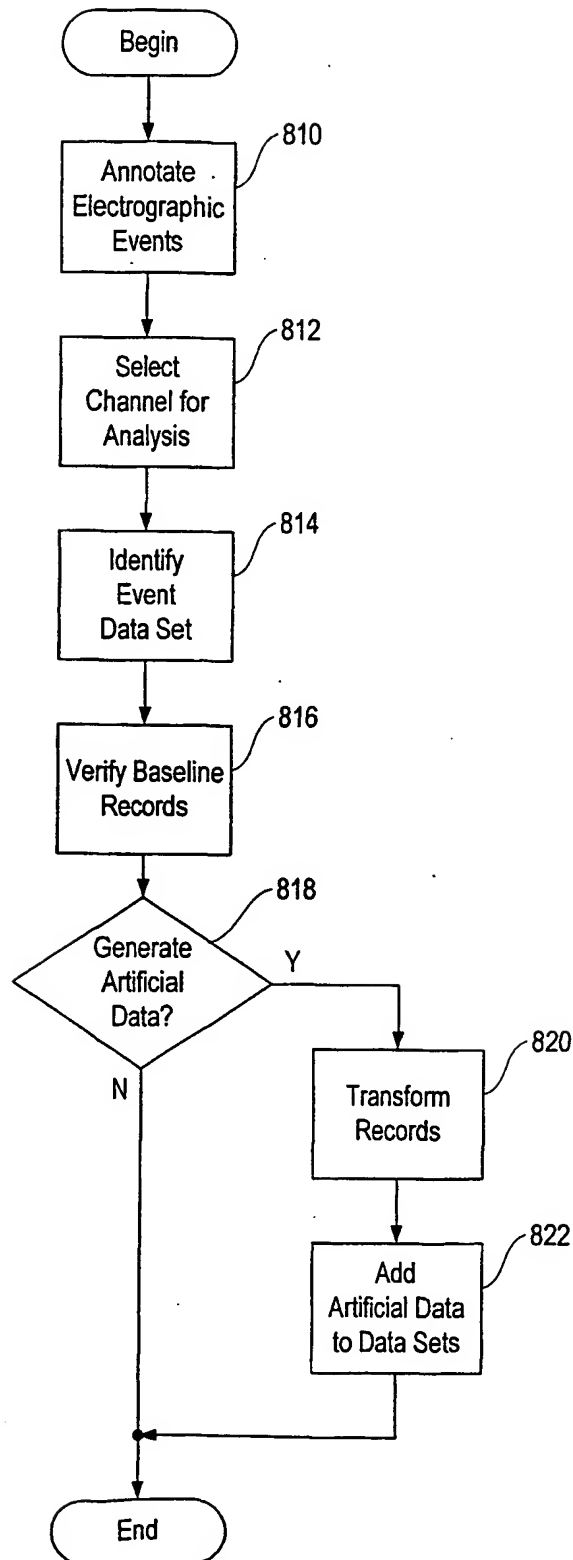 Begin
810
Annotate
Electrographic
Events
812
Select
Channel for
Analysis
814
Identify
Event
Data Set
816
Verify Baseline
Records
818
Generate
Artificial
Data?
Y
N
820
Transform
Records
822
Add
Artificial Data
to Data Sets
End